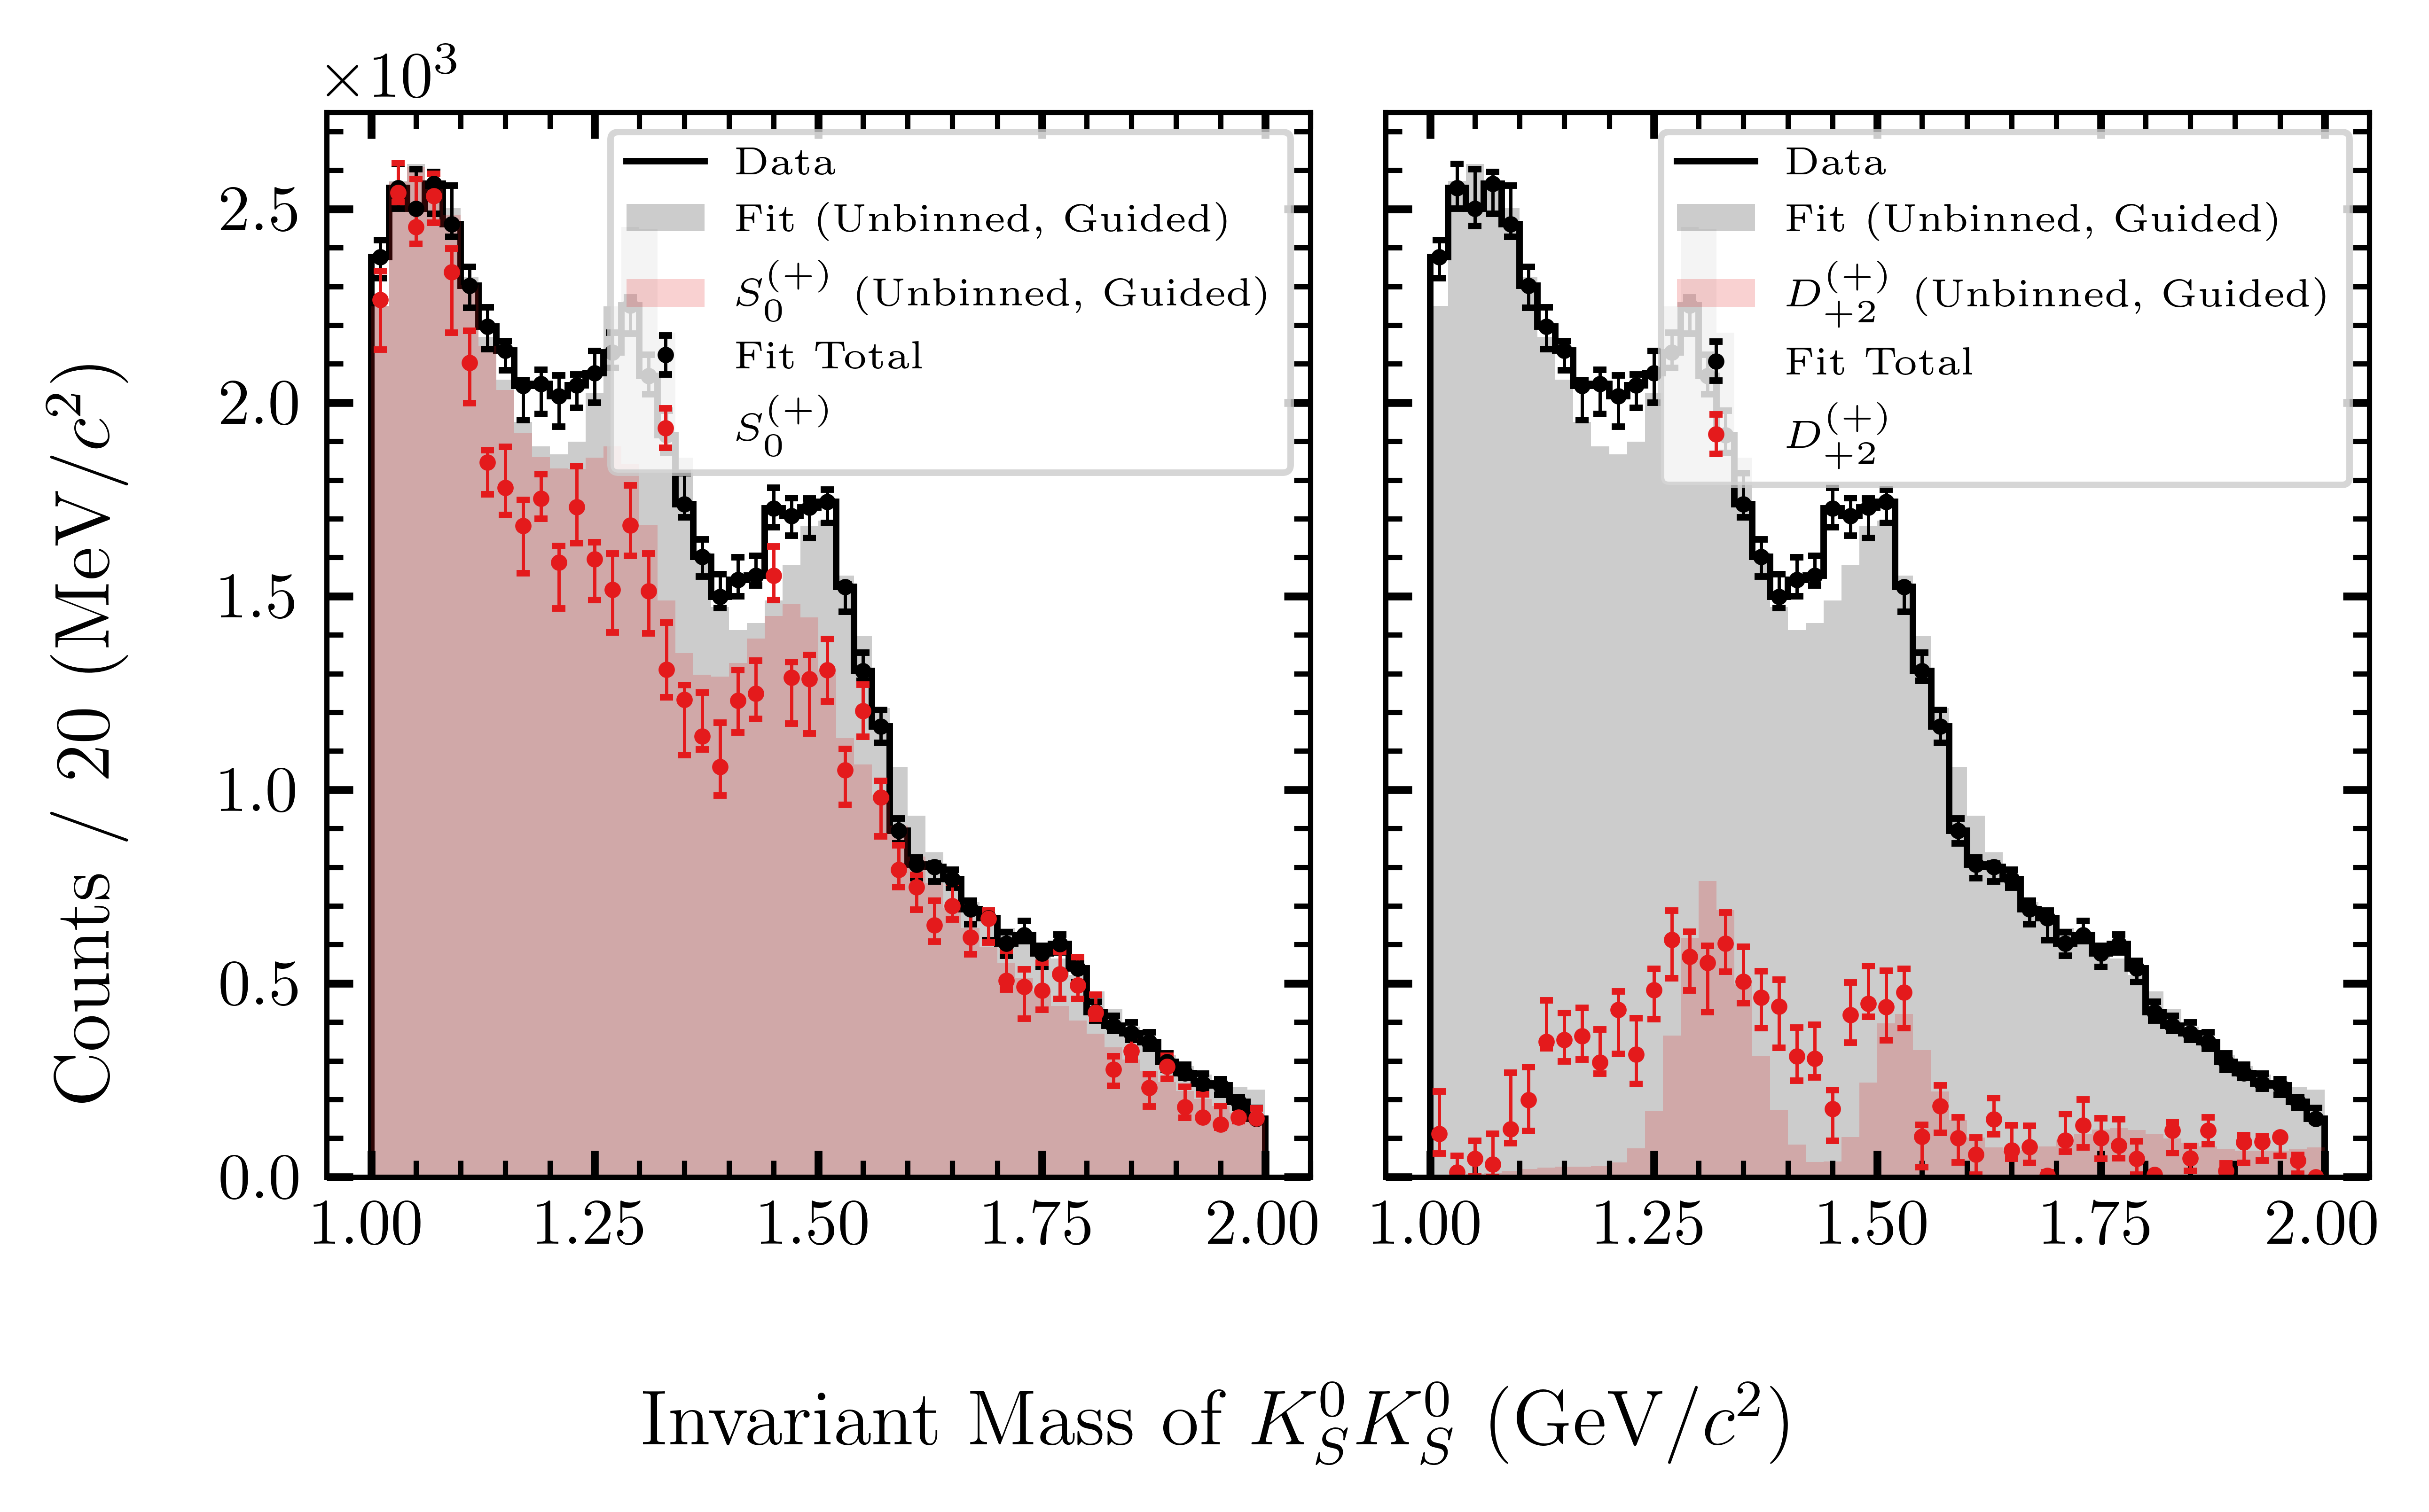 ×10³
Counts / 20 (MeV/c²)
2.5
2.0
1.5
1.0
0.5
0.0
Data
Fit (Unbinned, Guided)
S₀⁽⁺⁾ (Unbinned, Guided)
Fit Total
S₀⁽⁺⁾
1.00 1.25 1.50 1.75 2.00
Data
Fit (Unbinned, Guided)
D₊₂⁽⁺⁾ (Unbinned, Guided)
Fit Total
D₊₂⁽⁺⁾
1.00 1.25 1.50 1.75 2.00
Invariant Mass of K_S⁰K_S⁰ (GeV/c²)